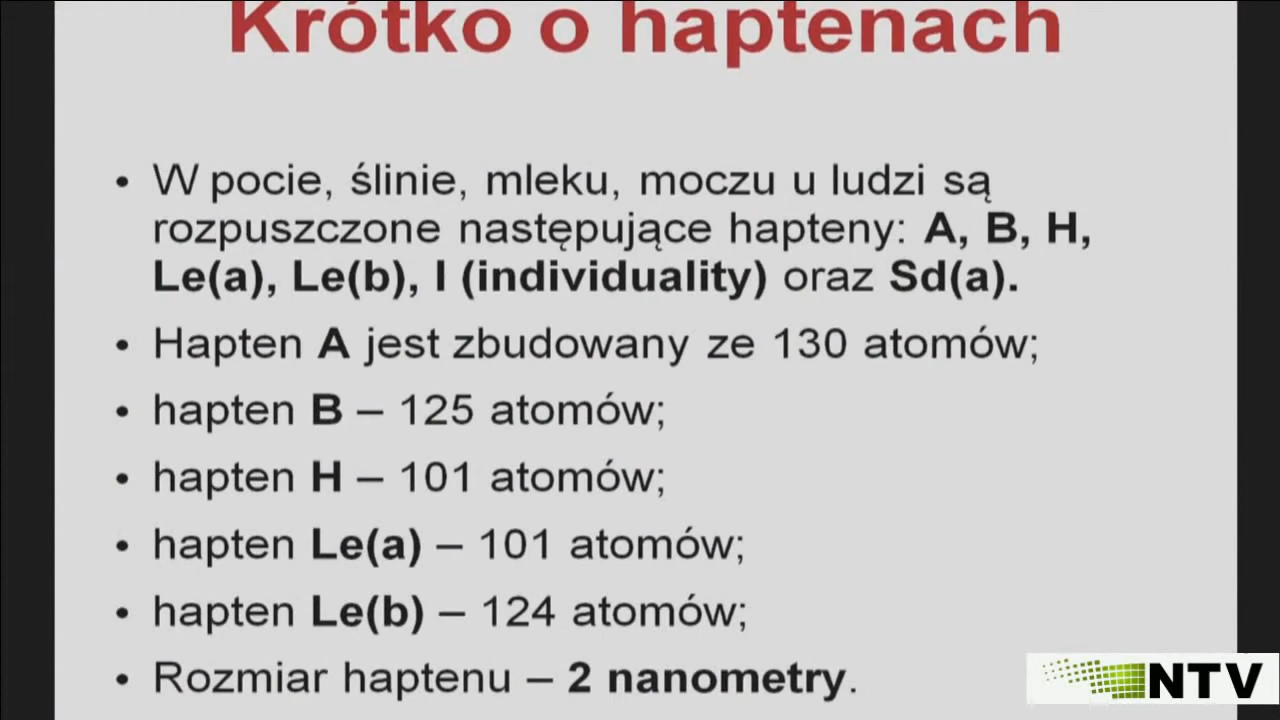 Krótko o haptenach
• W pocie, ślinie, mleku, moczu u ludzi są
rozpuszczone następujące hapteny: A, B, H,
Le(a), Le(b), I (individuality) oraz Sd(a).
• Hapten A jest zbudowany ze 130 atomów;
• hapten B – 125 atomów;
• hapten H – 101 atomów;
• hapten Le(a) – 101 atomów;
• hapten Le(b) – 124 atomów;
• Rozmiar haptenu – 2 nanometry.
NTV